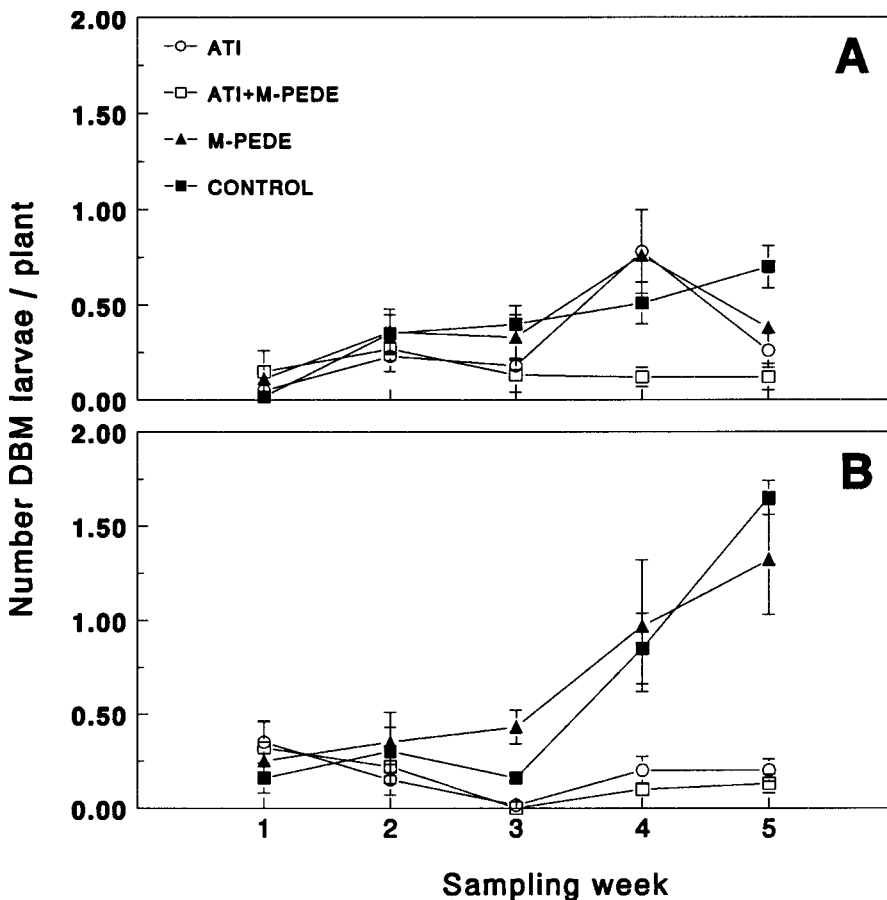 2.00
A
ATI
ATI+M-PEDE
M-PEDE
CONTROL
1.50
1.00
0.50
0.00
2.00
B
1.50
1.00
0.50
0.00
1 2 3 4 5
Number DBM larvae / plant
Sampling week